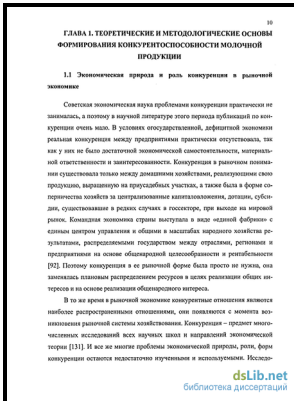 10
ГЛАВА 1. ТЕОРЕТИЧЕСКИЕ И МЕТОДОЛОГИЧЕСКИЕ ОСНОВЫ
ФОРМИРОВАНИЯ КОНКУРЕНТОСПОСОБНОСТИ МОЛОЧНОЙ
ПРОДУКЦИИ
1.1 Экономическая природа и роль конкуренции в рыночной
экономике
Советская экономическая наука проблемами конкуренции практически не
занималась, а поэтому в научной литературе этого периода публикаций по кон-
куренции очень мало. В условиях огосударствленной, дефицитной экономики
реальная конкуренция между предприятиями практически отсутствовала, так
как у них не было достаточной экономической самостоятельности, материаль-
ной ответственности и заинтересованности. Конкуренция в рыночном понима-
нии существовала только между домашними хозяйствами, реализующими свою
продукцию, выращенную на приусадебных участках, а также была в форме со-
перничества хозяйств за централизованные капиталовложения, дотации, субси-
дии, существовавшие в редких случаях в госсекторе, при выходе на мировой
рынок. Командная экономика страны выступала в виде «единой фабрики» с
единым центром управления и общими в масштабах народного хозяйства ре-
зультатами, распределяемыми государством между отраслями, регионами и
предприятиями на основе общенародной целесообразности и рентабельности
[92]. Поэтому конкуренция в ее рыночной форме была просто не нужна, она
заменялась плановым распределением ресурсов в целях реализации общих ин-
тересов и на основе реализации общенародного интереса.
В то же время в рыночной экономике конкурентные отношения являются
наиболее распространенными отношениями, они появляются с момента воз-
никновения рыночной системы хозяйствования. Конкуренция – предмет мно-
гочисленных исследований всех научных школ и направлений экономической
теории [131]. И все же многие проблемы экономической природы, роли, форм
конкуренции остаются недостаточно изученными и используемыми. Исследо-
dslib.net
библиотека диссертаций